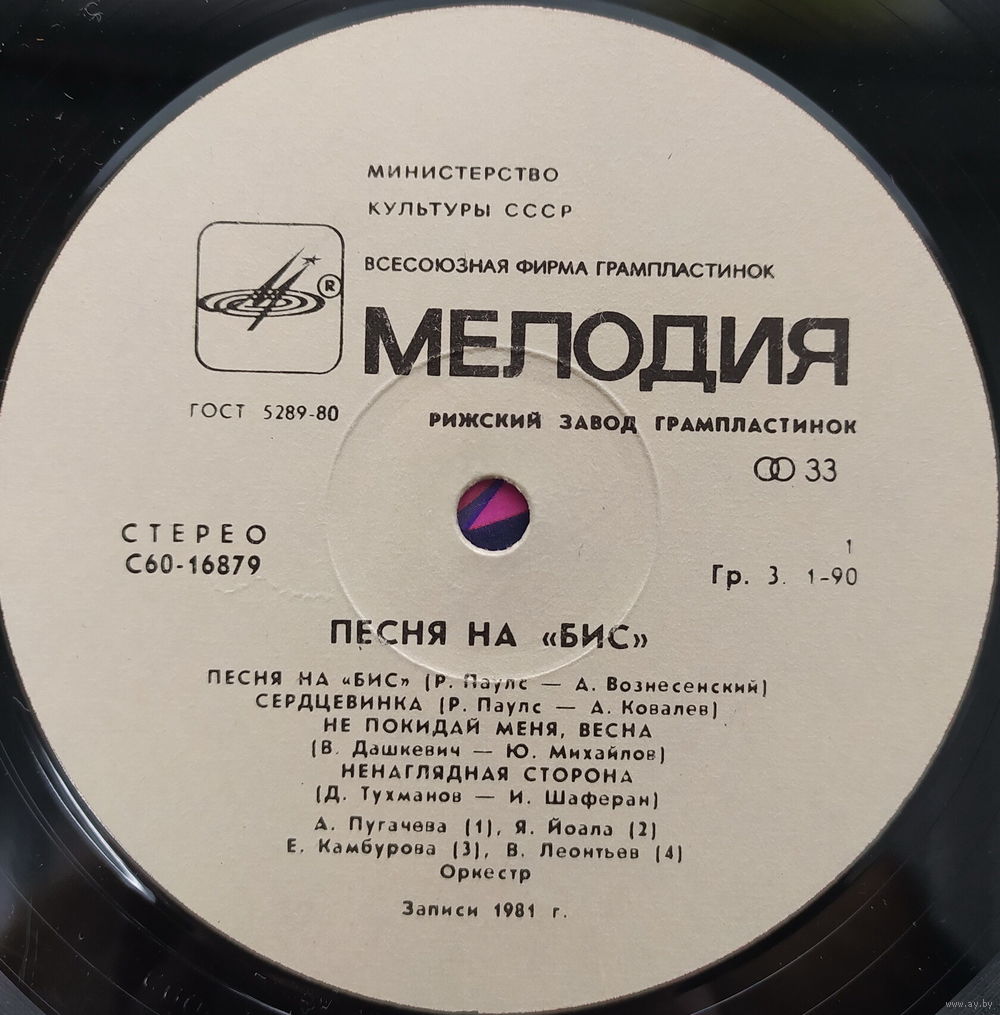 МИНИСТЕРСТВО
КУЛЬТУРЫ СССР
ВСЕСОЮЗНАЯ ФИРМА ГРАМПЛАСТИНОК
®
МЕЛОДИЯ
ГОСТ 5289-80
РИЖСКИЙ ЗАВОД ГРАМПЛАСТИНОК
33
СТЕРЕО
С60-16879
1
Гр. 3. 1-90
ПЕСНЯ НА «БИС»
ПЕСНЯ НА «БИС» (Р. Паулс — А. Вознесенский)
СЕРДЦЕВИНКА (Р. Паулс — А. Ковалев)
НЕ ПОКИДАЙ МЕНЯ, ВЕСНА
(В. Дашкевич — Ю. Михайлов)
НЕНАГЛЯДНАЯ СТОРОНА
(Д. Тухманов — И. Шаферан)
А. Пугачева (1), Я. Йоала (2)
Е. Камбурова (3), В. Леонтьев (4)
Оркестр
Записи 1981 г.
www.ay.by